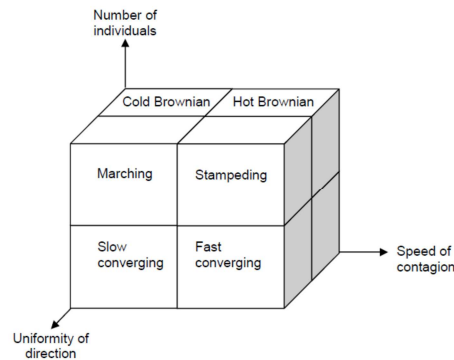 Number of
individuals
Cold Brownian
Hot Brownian
Marching
Stampeding
Slow
converging
Fast
converging
Speed of
contagion
Uniformity of
direction